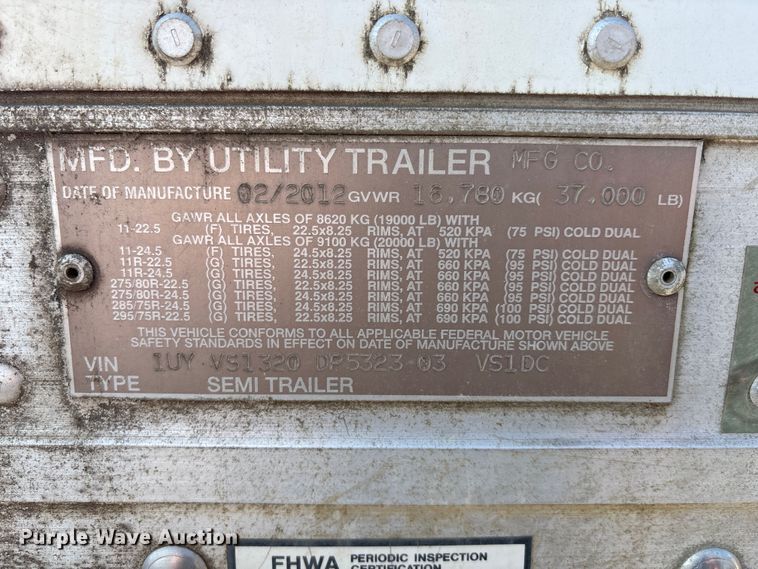 MFD. BY UTILITY TRAILER MFG CO.
DATE OF MANUFACTURE 02/2012 GVWR 16,780 KG( 37,000 LB)
GAWR ALL AXLES OF 8620 KG (19000 LB) WITH
11-22.5 (F) TIRES, 22.5x8.25 RIMS, AT 520 KPA (75 PSI) COLD DUAL
GAWR ALL AXLES OF 9100 KG (20000 LB) WITH
11-24.5 (F) TIRES, 24.5x8.25 RIMS, AT 520 KPA (75 PSI) COLD DUAL
11R-22.5 (G) TIRES, 22.5x8.25 RIMS, AT 660 KPA (95 PSI) COLD DUAL
11R-24.5 (G) TIRES, 24.5x8.25 RIMS, AT 660 KPA (95 PSI) COLD DUAL
275/80R-22.5 (G) TIRES, 22.5x8.25 RIMS, AT 660 KPA (95 PSI) COLD DUAL
275/80R-24.5 (G) TIRES, 24.5x8.25 RIMS, AT 660 KPA (95 PSI) COLD DUAL
285/75R-24.5 (G) TIRES, 24.5x8.25 RIMS, AT 690 KPA (100 PSI) COLD DUAL
295/75R-22.5 (G) TIRES, 22.5x8.25 RIMS, AT 690 KPA (100 PSI) COLD DUAL
THIS VEHICLE CONFORMS TO ALL APPLICABLE FEDERAL MOTOR VEHICLE
SAFETY STANDARDS IN EFFECT ON DATE OF MANUFACTURE SHOWN ABOVE
VIN 1UY VS1320 DP5323 03 VS1DC
TYPE SEMI TRAILER
Purple Wave Auction
FHWA PERIODIC INSPECTION
CERTIFICATION